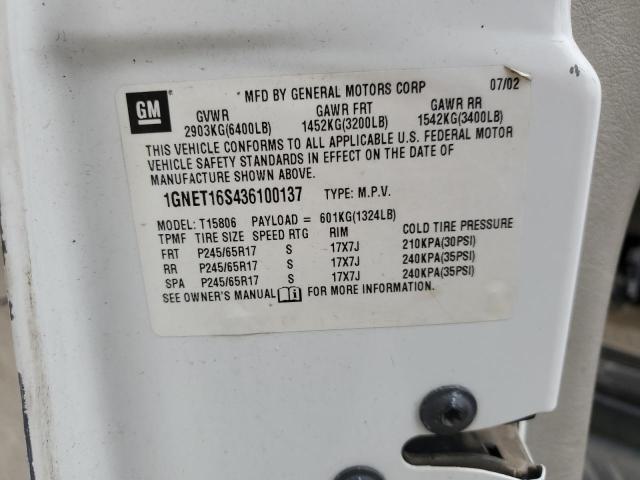 GM
MFD BY GENERAL MOTORS CORP 07/02
GVWR GAWR FRT GAWR RR
2903KG(6400LB) 1452KG(3200LB) 1542KG(3400LB)
THIS VEHICLE CONFORMS TO ALL APPLICABLE U.S. FEDERAL MOTOR
VEHICLE SAFETY STANDARDS IN EFFECT ON THE DATE OF
MANUFACTURE SHOWN ABOVE.
1GNET16S436100137 TYPE: M.P.V.
MODEL: T15806 PAYLOAD = 601KG(1324LB)
TPMF TIRE SIZE SPEED RTG RIM COLD TIRE PRESSURE
FRT P245/65R17 S 17X7J 210KPA(30PSI)
RR P245/65R17 S 17X7J 240KPA(35PSI)
SPA P245/65R17 S 17X7J 240KPA(35PSI)
SEE OWNER'S MANUAL i FOR MORE INFORMATION.